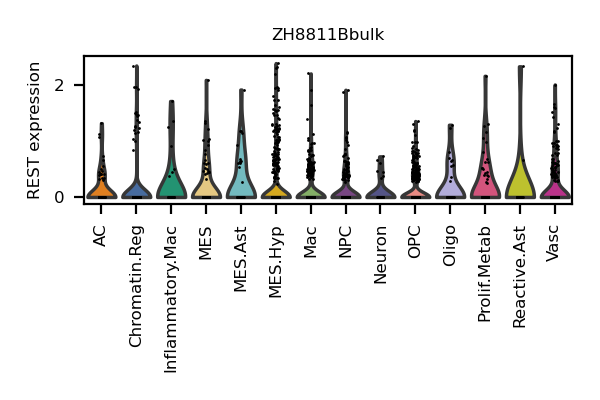 ZH8811Bbulk
REST expression
2
0
AC
Chromatin.Reg
Inflammatory.Mac
MES
MES.Ast
MES.Hyp
Mac
NPC
Neuron
OPC
Oligo
Prolif.Metab
Reactive.Ast
Vasc